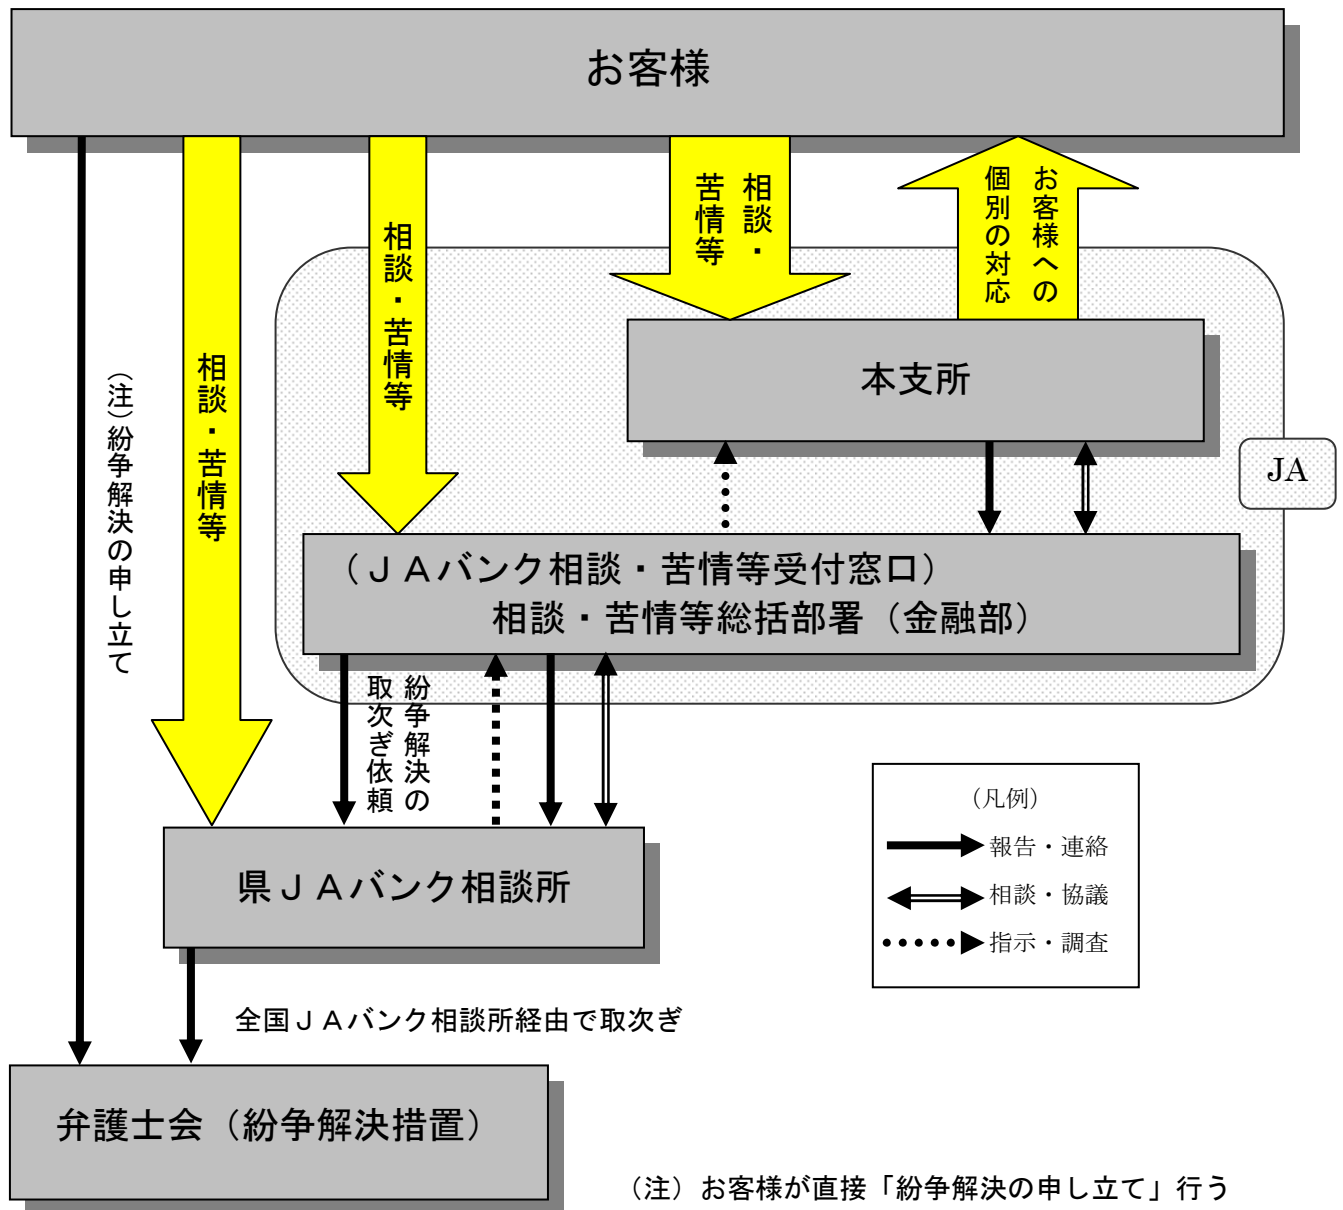 お客様
相談・苦情等
相談・苦情等
相談・
苦情等
お客様への
個別の対応
(注)紛争解決の申し立て
本支所
JA
(JAバンク相談・苦情等受付窓口)
相談・苦情等総括部署(金融部)
紛争解決の
取次ぎ依頼
(凡例)
報告・連絡
相談・協議
指示・調査
県JAバンク相談所
全国JAバンク相談所経由で取次ぎ
弁護士会(紛争解決措置)
(注)お客様が直接「紛争解決の申し立て」行う